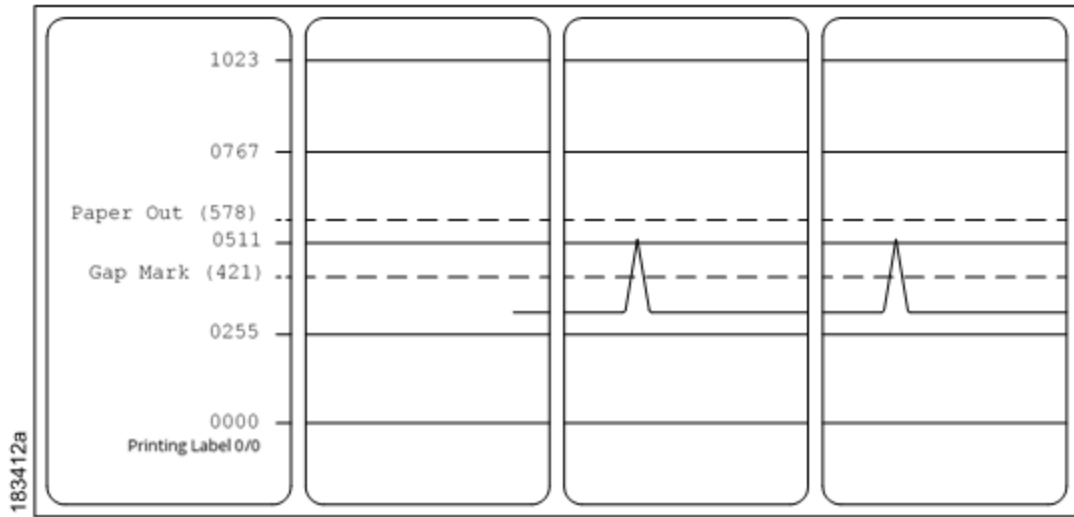 1023
0767
Paper Out (578)
0511
Gap Mark (421)
0255
0000
Printing Label 0/0
183412a